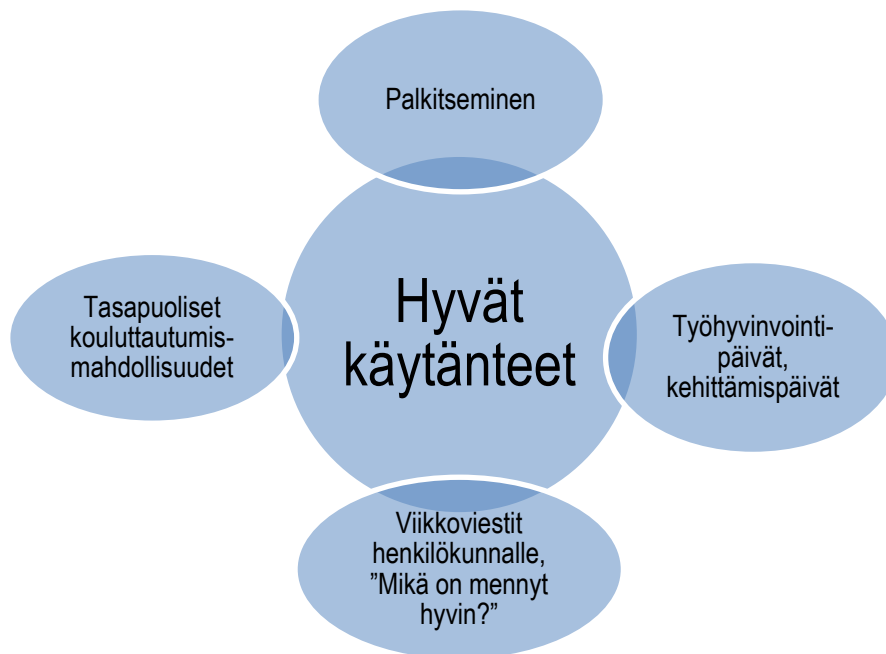 Palkitseminen
Hyvät
käytänteet
Tasapuoliset
kouluttautumis-
mahdollisuudet
Työhyvinvointi-
päivät,
kehittämispäivät
Viikkoviestit
henkilökunnalle,
”Mikä on mennyt
hyvin?”